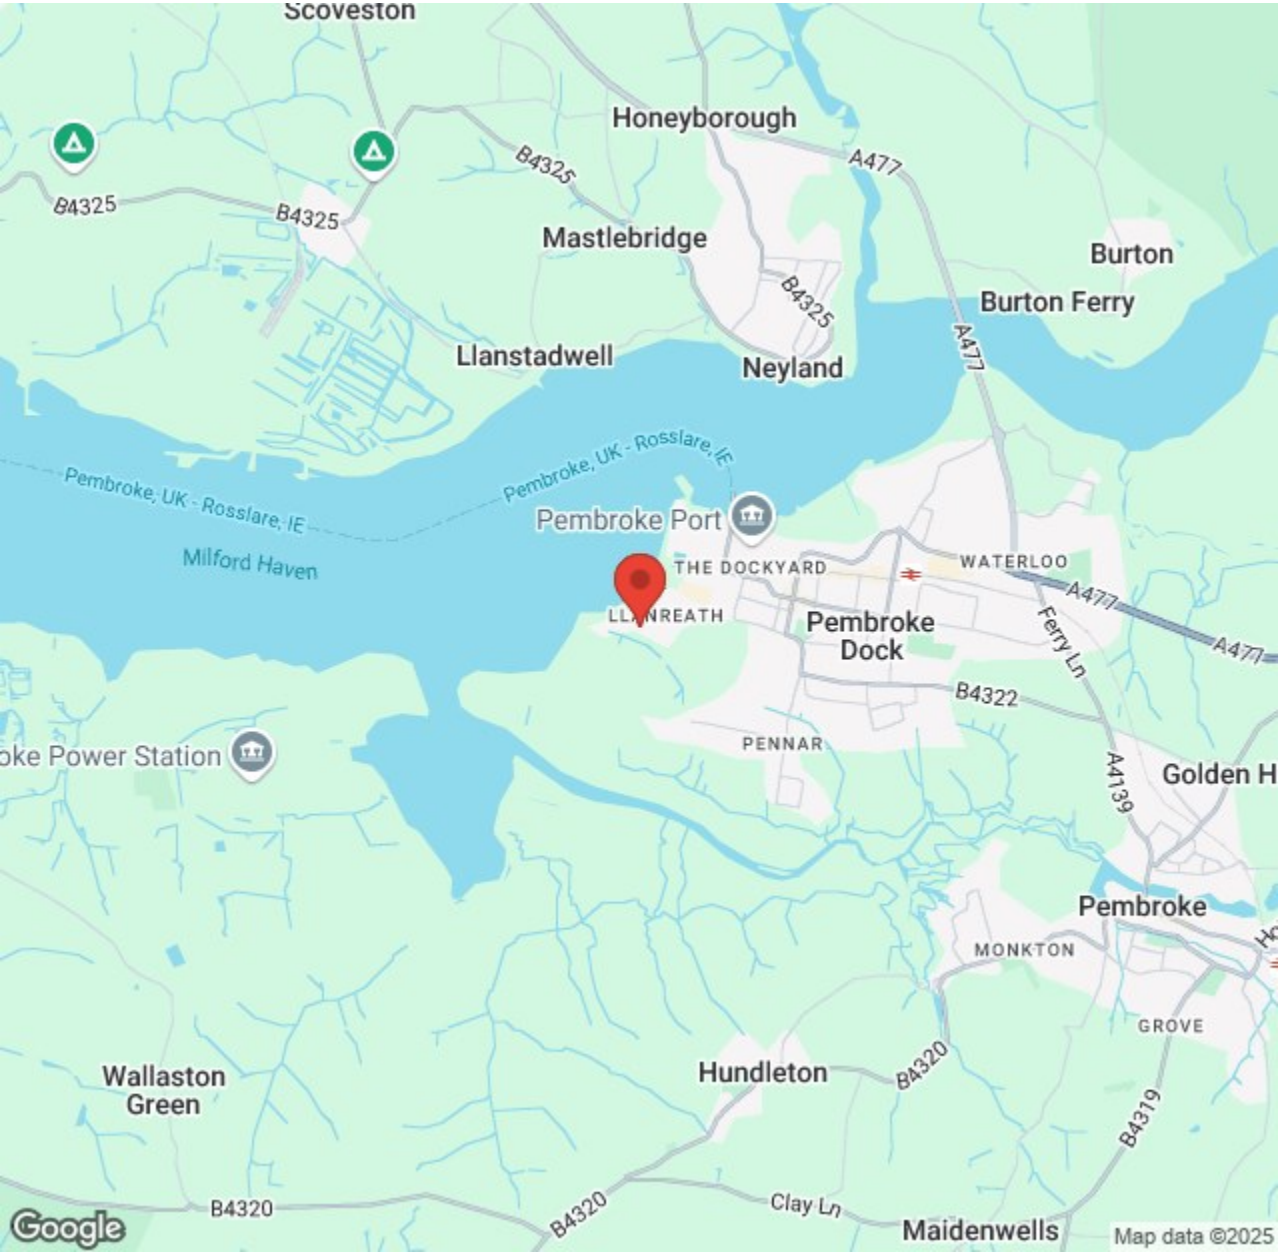 Scoveston
Honeyborough
A477
B4325
B4325
B4325
Mastlebridge
Burton
B4325
Burton Ferry
A477
Llanstadwell
Neyland
Pembroke, UK - Rosslare, IE
Pembroke, UK - Rosslare, IE
Pembroke Port
Milford Haven
THE DOCKYARD
WATERLOO
A477
LLANREATH
Pembroke
Dock
Ferry Ln
A477
B4322
PENNAR
oke Power Station
A4139
Golden H
Pembroke
MONKTON
Ho
GROVE
Wallaston
Green
Hundleton
B4320
B4319
B4320
B4320
Clay Ln
Maidenwells
Google
Map data ©2025